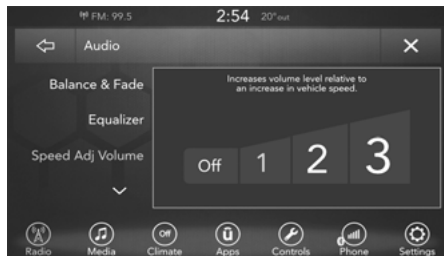 FM: 99.5 2:54 20°out
Audio
Balance & Fade
Equalizer
Speed Adj Volume
Increases volume level relative to
an increase in vehicle speed.
Off 1 2 3
Off ū
Radio Media Climate Apps Controls Phone Settings